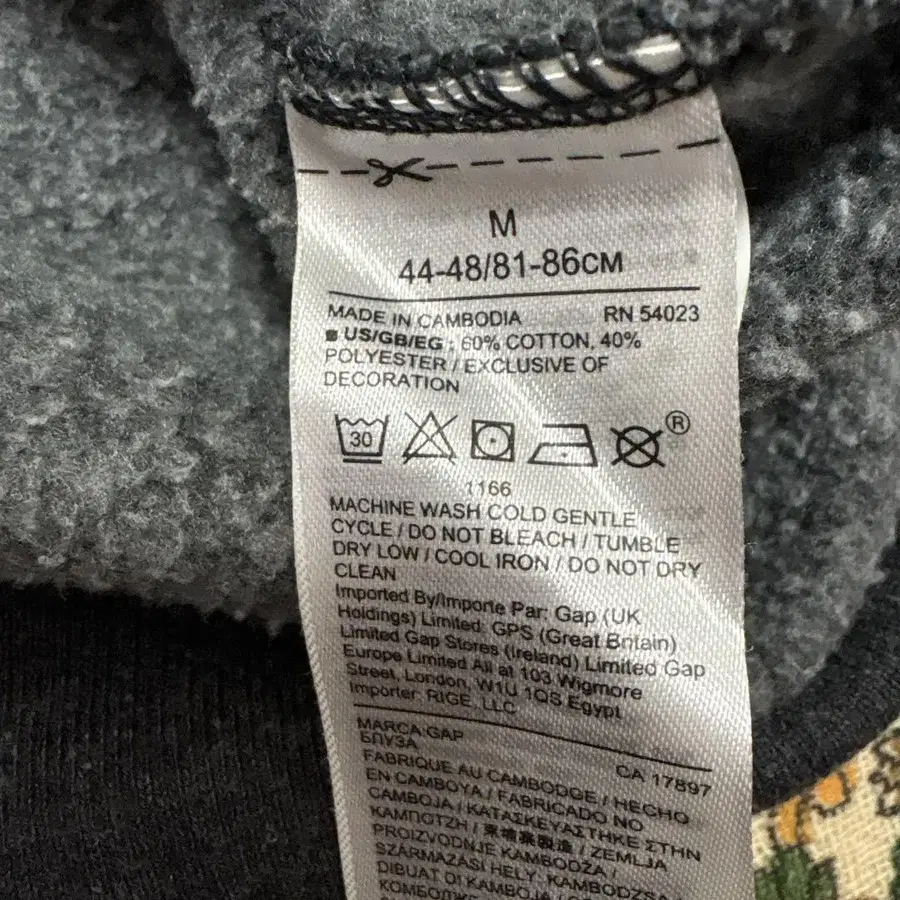 M
44-48/81-86CM
MADE IN CAMBODIA RN 54023
US/GB/EG : 60% COTTON, 40%
POLYESTER / EXCLUSIVE OF
DECORATION
30
®
1166
MACHINE WASH COLD GENTLE
CYCLE / DO NOT BLEACH / TUMBLE
DRY LOW / COOL IRON / DO NOT DRY
CLEAN
Imported By/Importe Par: Gap (UK
Holdings) Limited; GPS (Great Britain)
Limited Gap Stores (Ireland) Limited Gap
Europe Limited All at 103 Wigmore
Street, London, W1U 1QS Egypt
Importer: RIGE, LLC
MARCA:GAP
БЛУЗА CA 17897
FABRIQUE AU CAMBODGE / HECHO
EN CAMBOYA / FABRICADO NO
CAMBOJA / ΚΑΤΑΣΚΕΥΑΣΤΗΚΕ ΣΤΗΝ
ΚΑΜΠΟΤΖΗ / 柬埔寨製造 / ZEMLJA
PROIZVODNJE KAMBODŽA /
SZÁRMAZÁSI HELY: KAMBODZSA /
DIBUAT DI KAMBOJA /